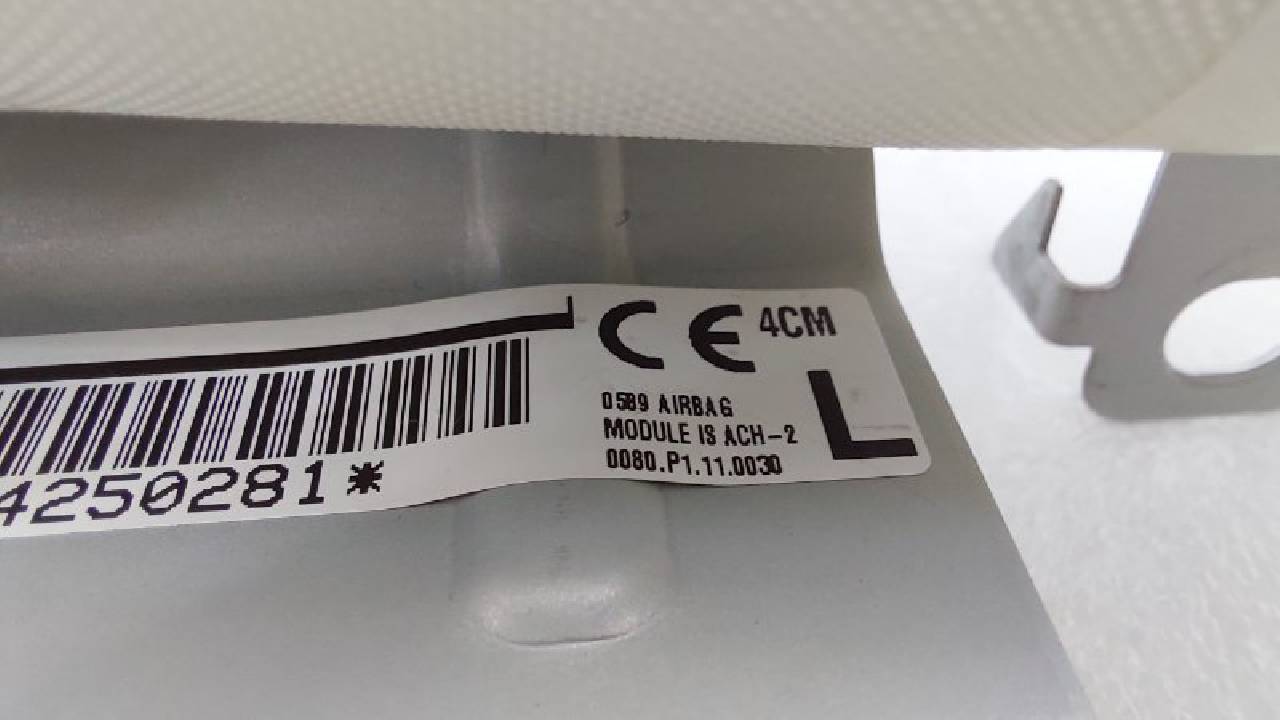 CE 4CM
0589 AIRBAG
MODULE IS ACH-2
0080.P1.11.0030
L
4250281*